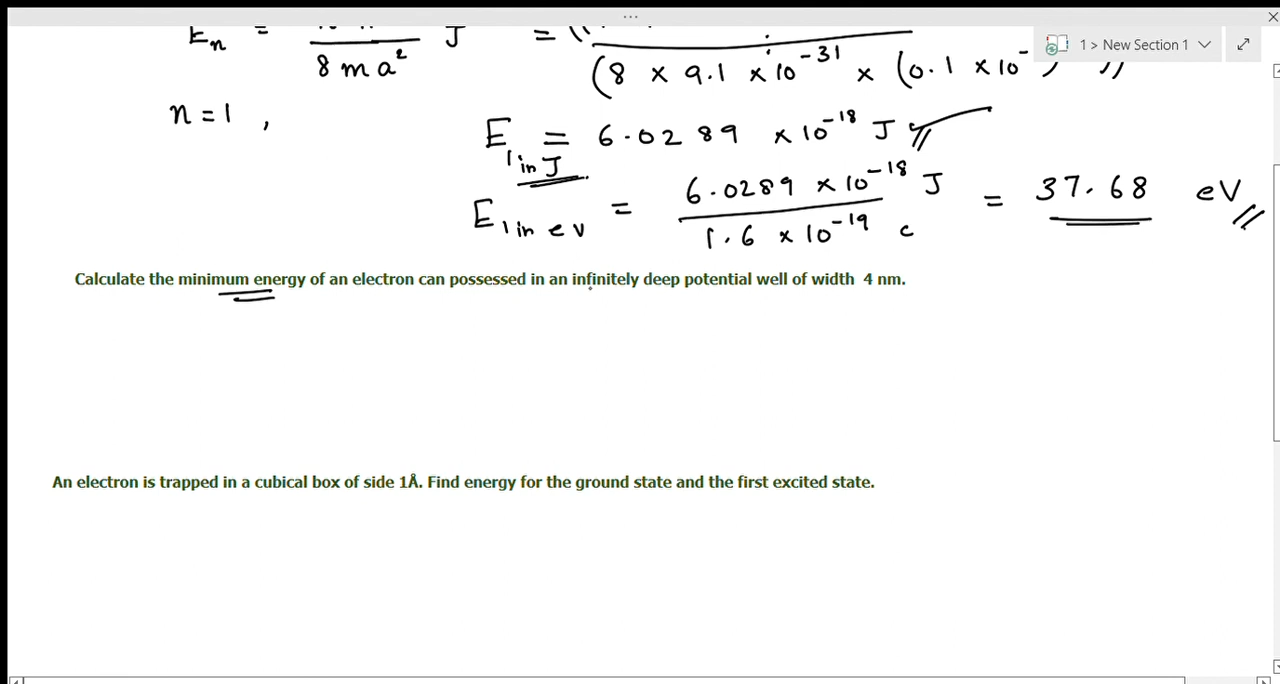 1 > New Section 1
En = J = (
8 m a² (8 x 9.1 x 10⁻³¹ x (0.1 x 10⁻ ) ))
n = 1 ,
E = 6.0289 x 10⁻¹⁸ J
1 in J
E 1 in ev = 6.0289 x 10⁻¹⁸ J = 37.68 eV
1.6 x 10⁻¹⁹ c
Calculate the minimum energy of an electron can possessed in an infinitely deep potential well of width 4 nm.
An electron is trapped in a cubical box of side 1Å. Find energy for the ground state and the first excited state.